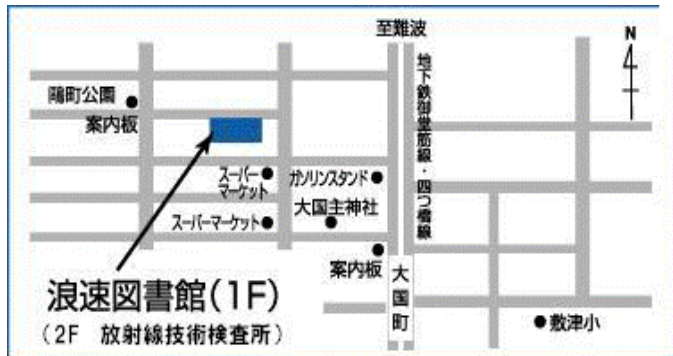 至難波
N
地下鉄御堂筋線・四つ橋線
鴎町公園
案内板
スーパー
マーケット
ガソリンスタンド
大国主神社
スーパーマーケット
案内板
大国町
浪速図書館(1F)
(2F 放射線技術検査所)
敷津小